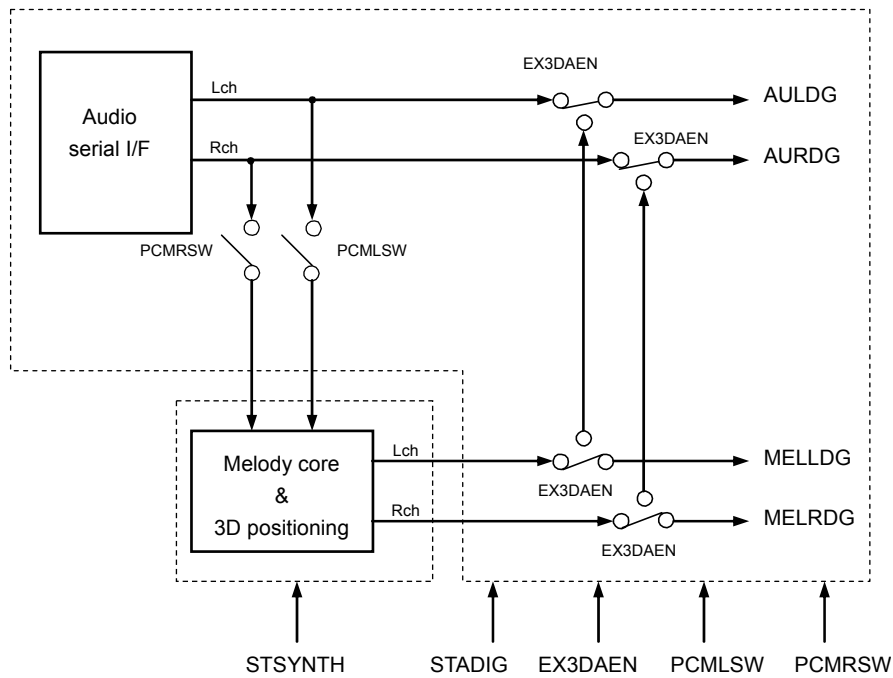 EX3DAEN
Lch
AULDG
Audio
serial I/F
EX3DAEN
Rch
AURDG
PCMRSW
PCMLSW
Melody core
&
3D positioning
Lch
MELLDG
EX3DAEN
Rch
MELRDG
EX3DAEN
STSYNTH
STADIG
EX3DAEN
PCMLSW
PCMRSW